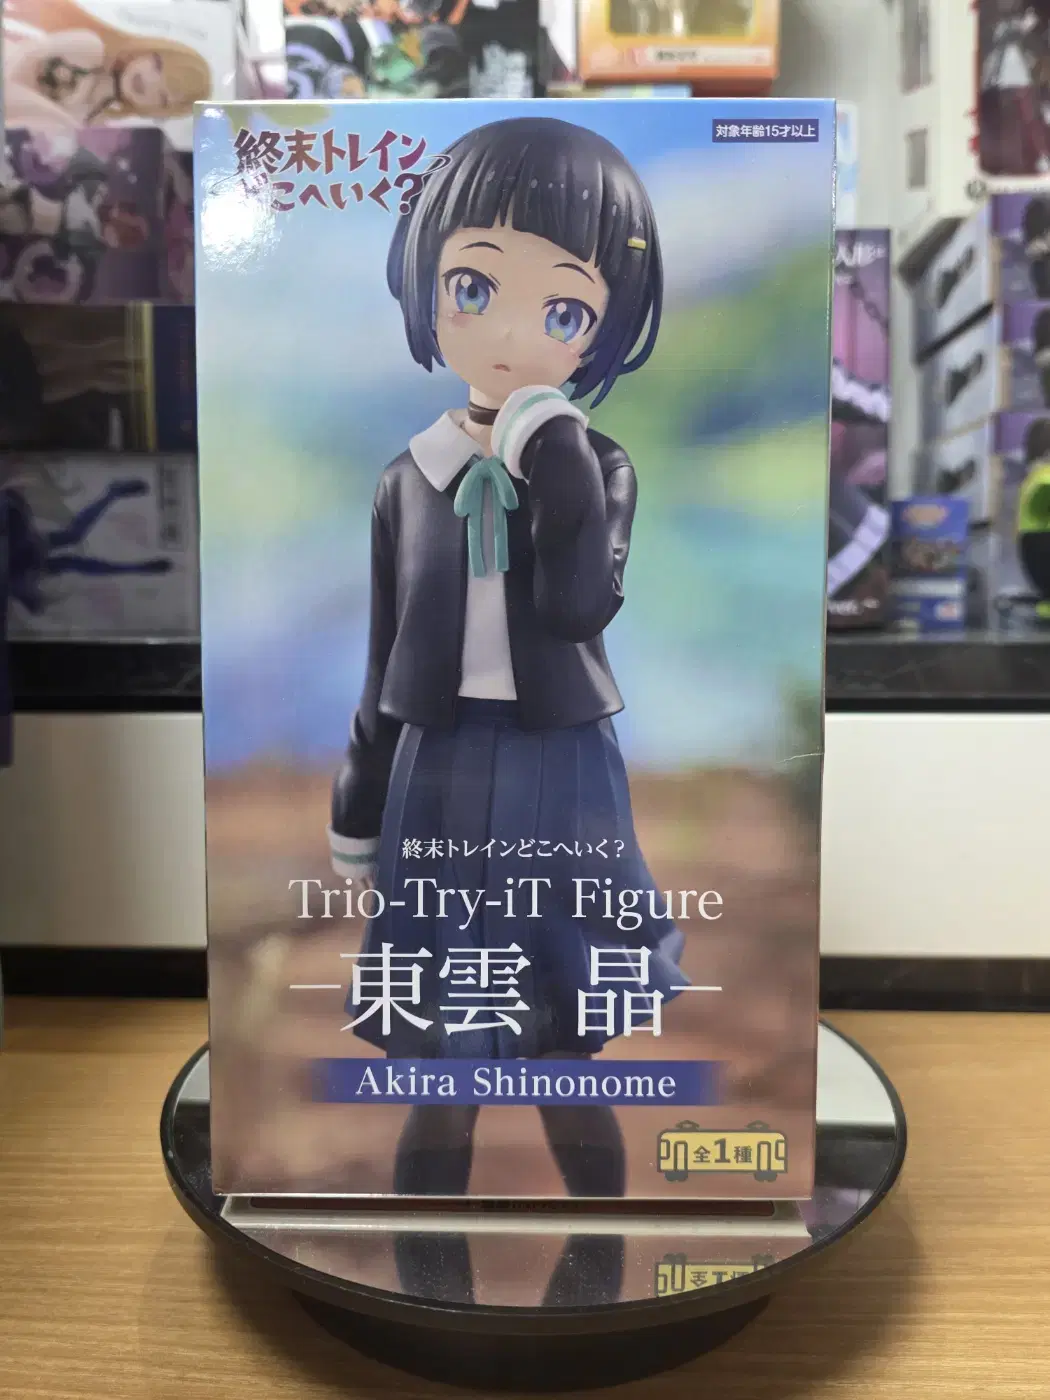 対象年齢15才以上
終末トレイン
どこへいく?
終末トレインどこへいく?
Trio-Try-iT Figure
東雲 晶
Akira Shinonome
全1種